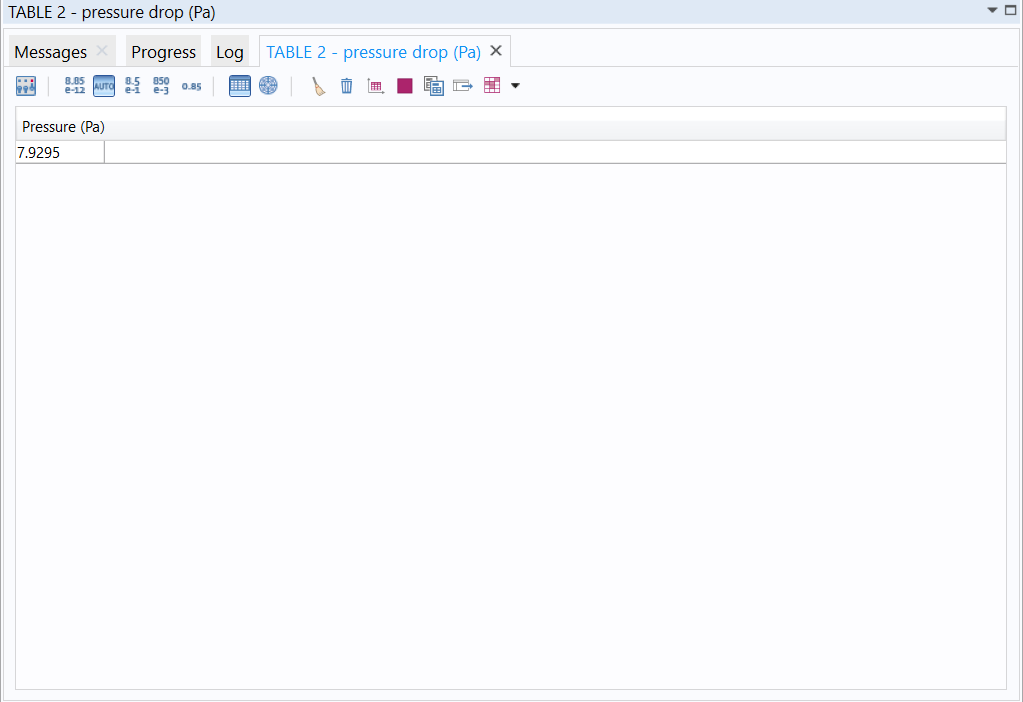 TABLE 2 - pressure drop (Pa)
Messages Progress Log TABLE 2 - pressure drop (Pa)
8.85 e-12 AUTO 8.5 e-1 850 e-3 0.85
Pressure (Pa)
7.9295